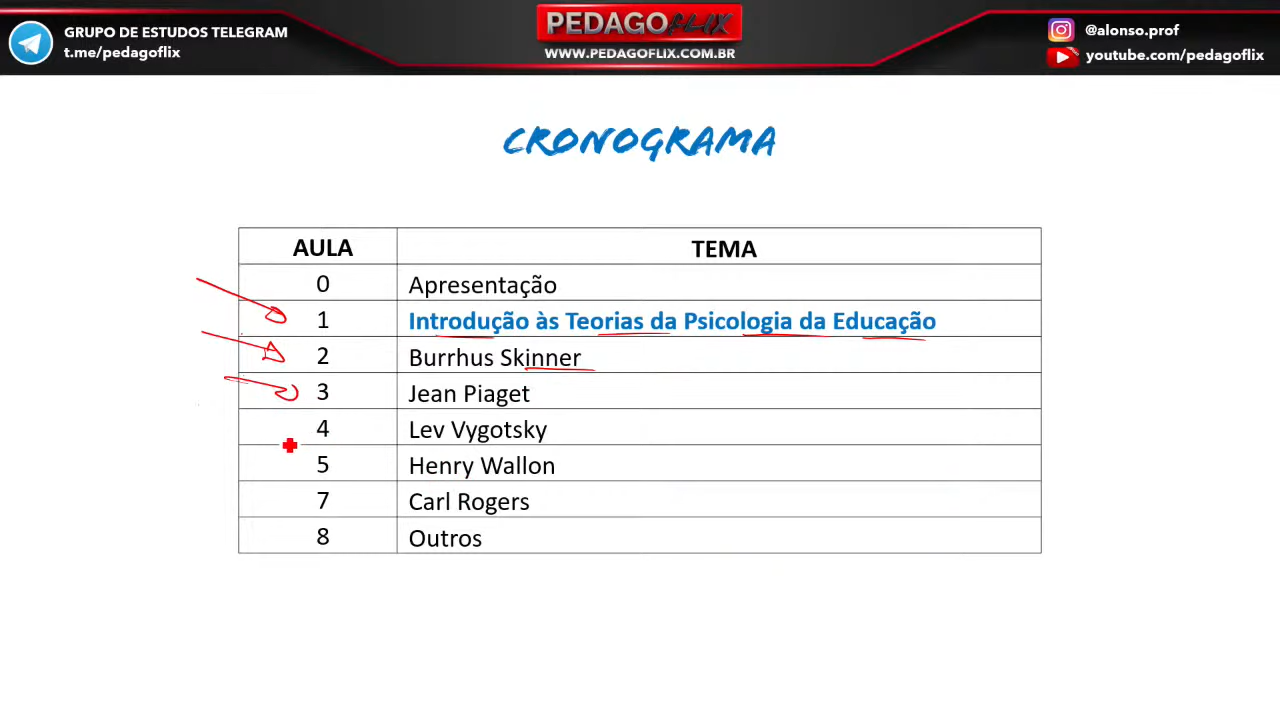 GRUPO DE ESTUDOS TELEGRAM
t.me/pedagoflix
PEDAGOFLIX
WWW.PEDAGOFLIX.COM.BR
@alonso.prof
youtube.com/pedagoflix
CRONOGRAMA
AULA TEMA
0 Apresentação
1 Introdução às Teorias da Psicologia da Educação
2 Burrhus Skinner
3 Jean Piaget
4 Lev Vygotsky
5 Henry Wallon
7 Carl Rogers
8 Outros